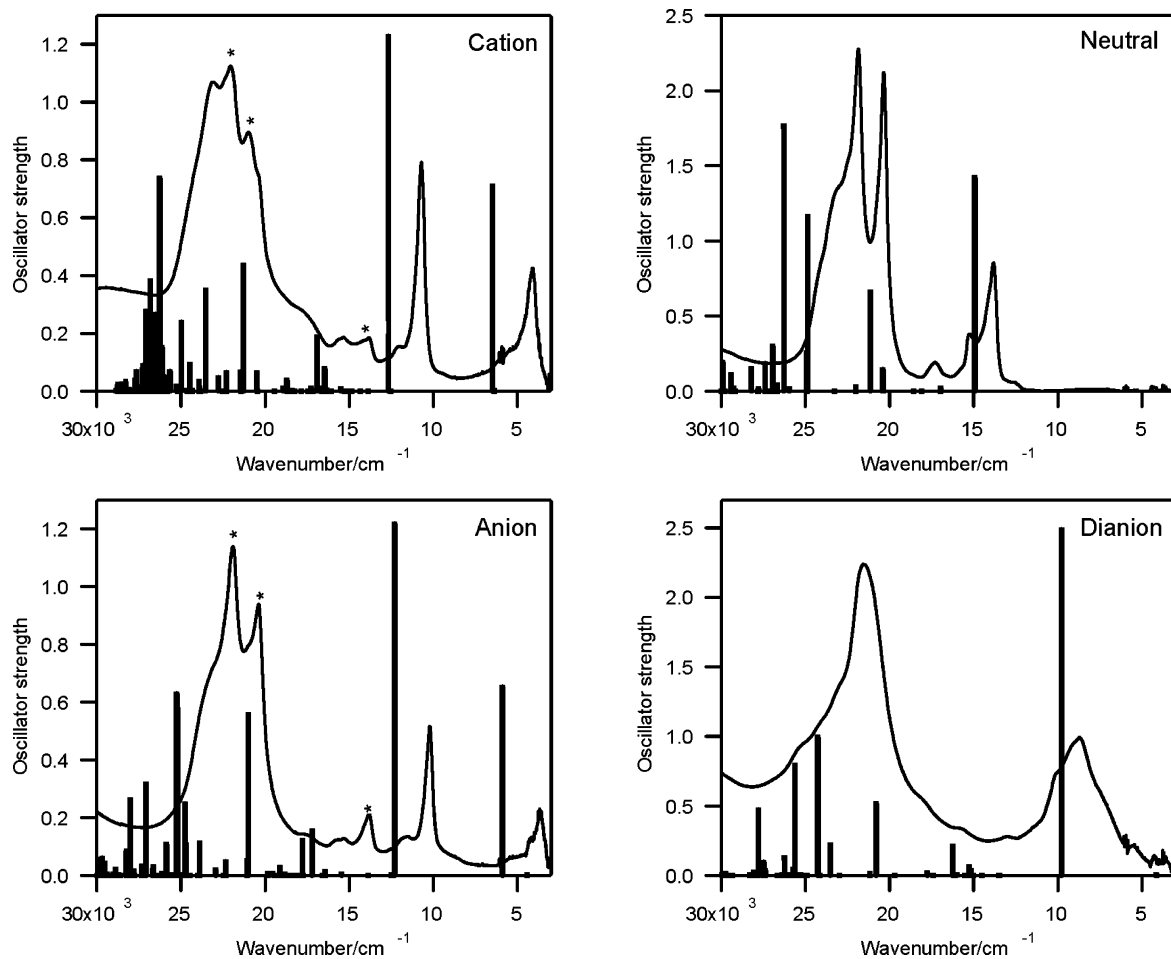 Cation
Oscillator strength
1.2
1.0
0.8
0.6
0.4
0.2
0.0
* * *
30x10 3 25 20 15 10 5
Wavenumber/cm -1
Neutral
Oscillator strength
2.5
2.0
1.5
1.0
0.5
0.0
30x10 3 25 20 15 10 5
Wavenumber/cm -1
Anion
Oscillator strength
1.2
1.0
0.8
0.6
0.4
0.2
0.0
* * *
30x10 3 25 20 15 10 5
Wavenumber/cm -1
Dianion
Oscillator strength
2.5
2.0
1.5
1.0
0.5
0.0
30x10 3 25 20 15 10 5
Wavenumber/cm -1